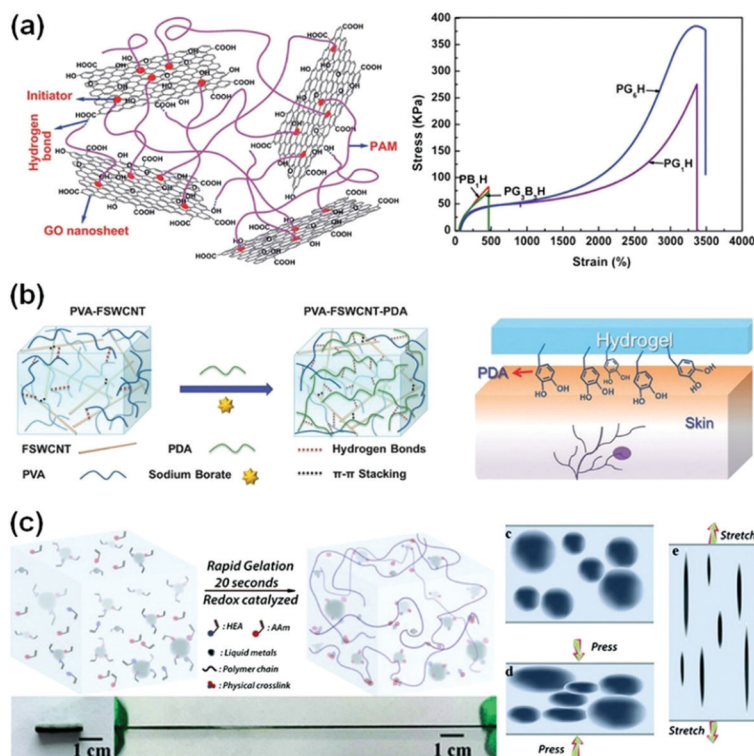 (a)
COOH
HOOC
OH
HO
O
Initiator
Hydrogen
bond
PAM
GO nanosheet
Stress (KPa)
400
350
300
250
200
150
100
50
0
PG₆H
PG₁H
PB₁H
0 500 1000 1500 2000 2500 3000 3500 4000
Strain (%)
(b)
PVA-FSWCNT
PVA-FSWCNT-PDA
FSWCNT
PDA
Hydrogen Bonds
PVA
Sodium Borate
π-π Stacking
Hydrogel
PDA
OH
HO
Skin
(c)
Rapid Gelation
20 seconds
Redox catalyzed
: HEA : AAm
: Liquid metals
: Polymer chain
: Physical crosslink
1 cm
1 cm
c
Press
d
Press
e
Stretch
Stretch